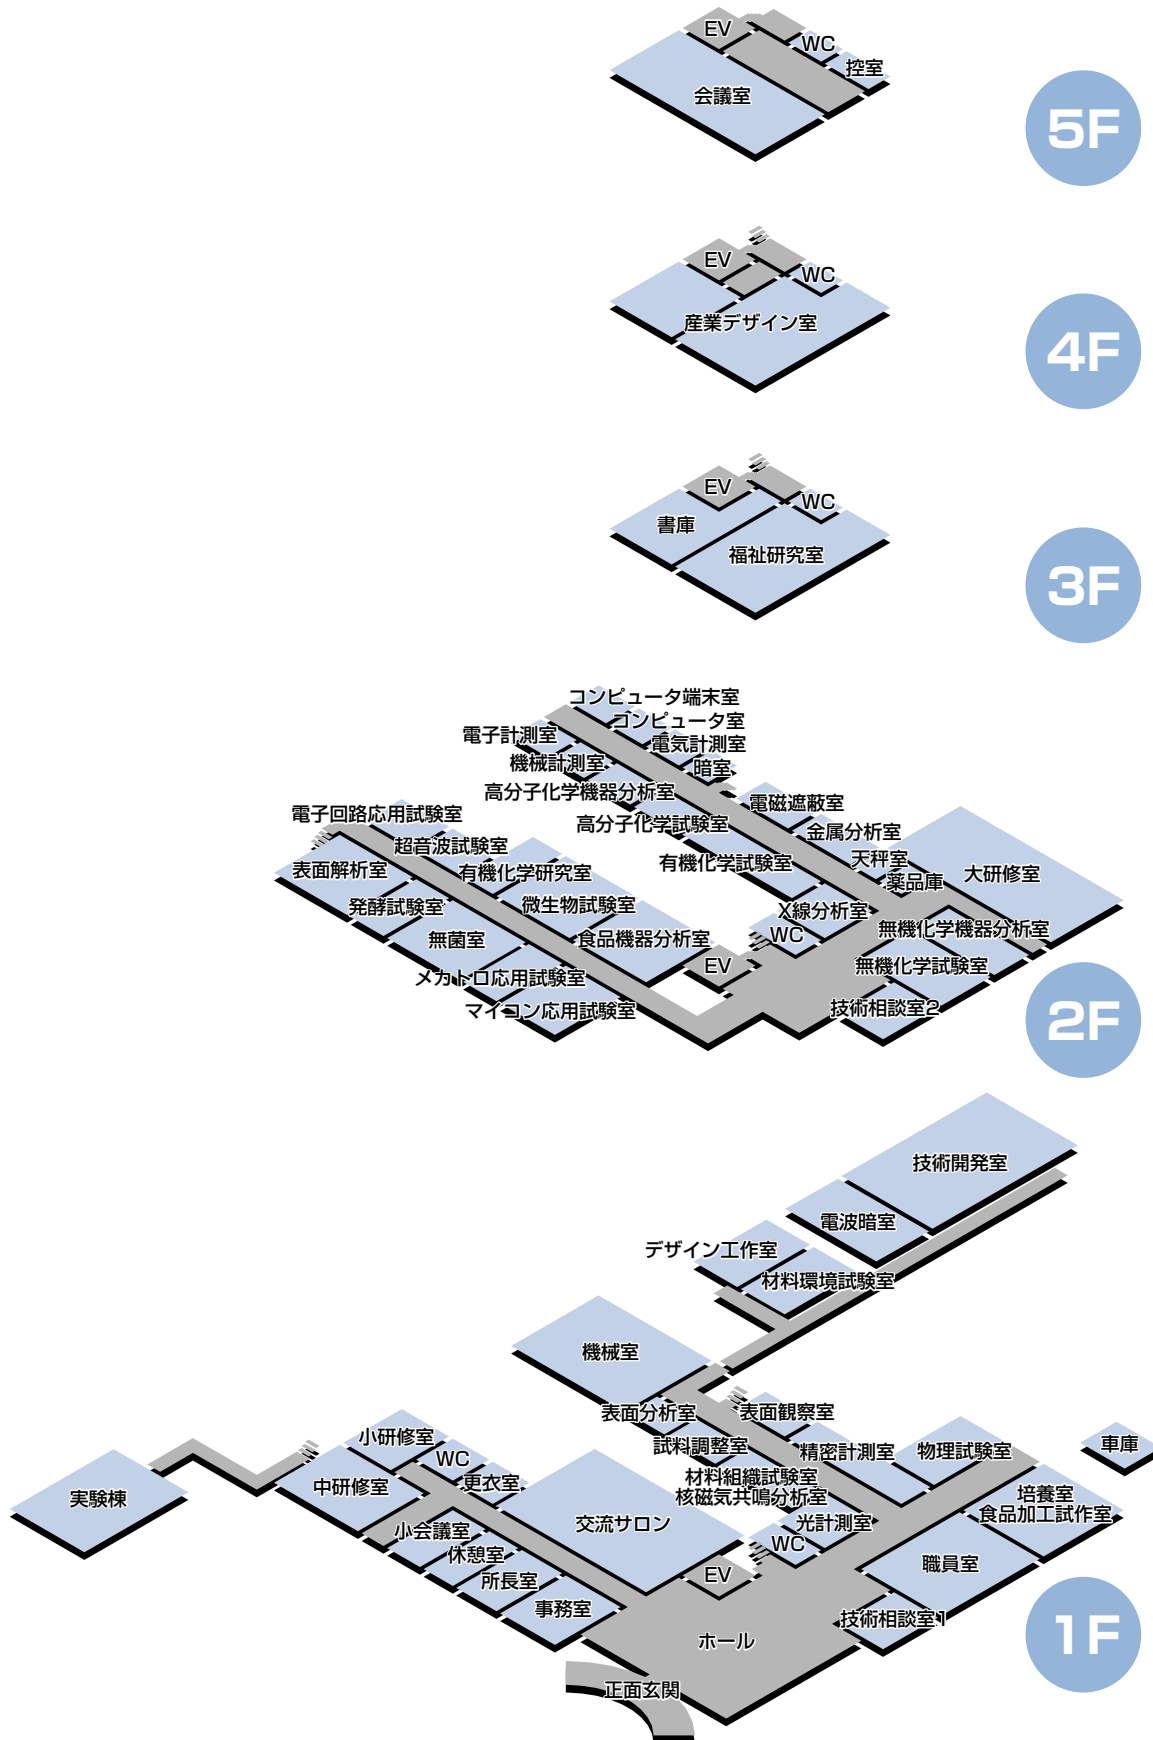 EV
WC
控室
会議室
5F
EV
WC
産業デザイン室
4F
EV
WC
書庫
福祉研究室
3F
コンピュータ端末室
コンピュータ室
電子計測室
電気計測室
機械計測室
暗室
高分子化学機器分析室
電磁遮蔽室
電子回路応用試験室
高分子化学試験室
金属分析室
超音波試験室
天秤室
有機化学試験室
表面解析室
有機化学研究室
大研修室
薬品庫
発酵試験室
微生物試験室
X線分析室
無機化学機器分析室
WC
無菌室
食品機器分析室
EV
無機化学試験室
メカトロ応用試験室
マイコン応用試験室
技術相談室2
2F
技術開発室
電波暗室
デザイン工作室
材料環境試験室
機械室
表面分析室
表面観察室
小研修室
試料調整室
精密計測室
物理試験室
車庫
WC
材料組織試験室
核磁気共鳴分析室
更衣室
中研修室
実験棟
培養室
食品加工試作室
交流サロン
光計測室
小会議室
WC
休憩室
EV
職員室
所長室
事務室
技術相談室1
ホール
1F
正面玄関